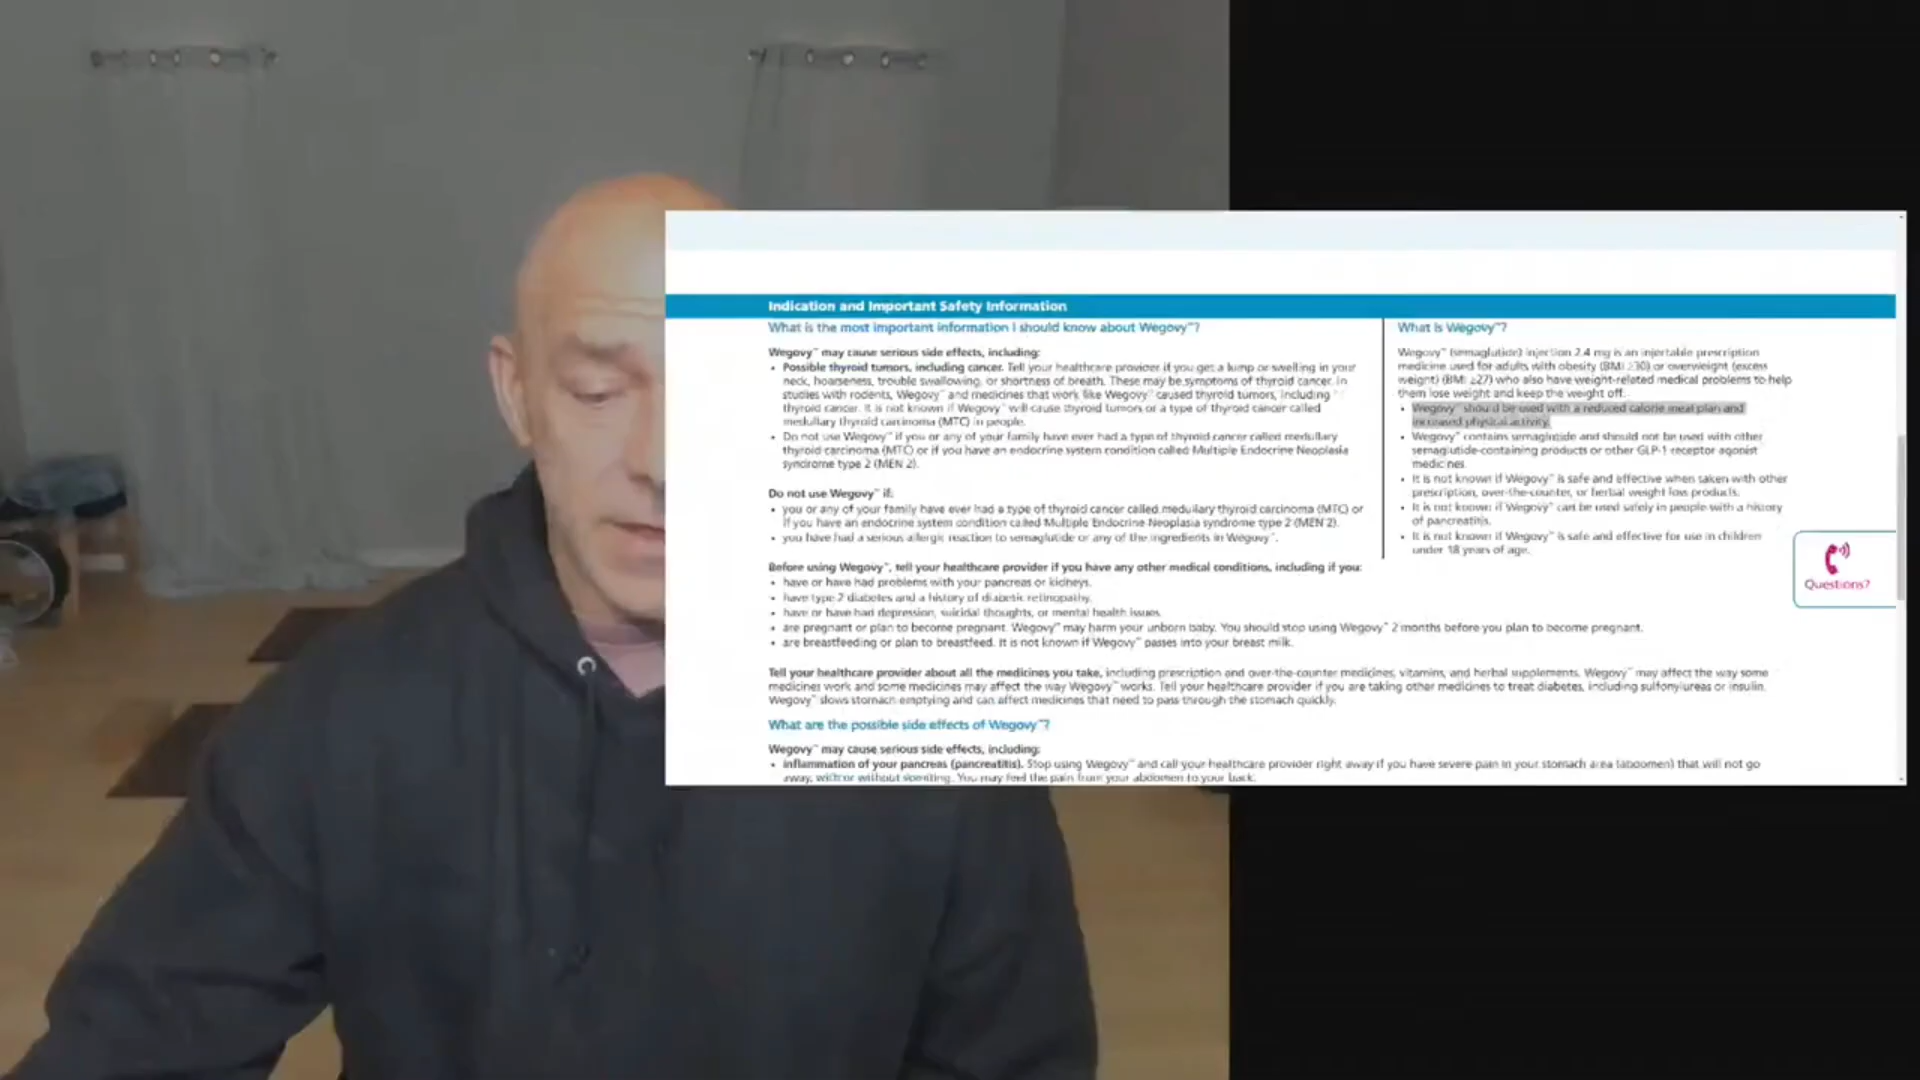 Indication and Important Safety Information
What is the most important information I should know about Wegovy™?
Wegovy™ may cause serious side effects, including:
• Possible thyroid tumors, including cancer. Tell your healthcare provider if you get a lump or swelling in your
neck, hoarseness, trouble swallowing, or shortness of breath. These may be symptoms of thyroid cancer. In
studies with rodents, Wegovy™ and medicines that work like Wegovy™ caused thyroid tumors, including
thyroid cancer. It is not known if Wegovy™ will cause thyroid tumors or a type of thyroid cancer called
medullary thyroid carcinoma (MTC) in people.
• Do not use Wegovy™ if you or any of your family have ever had a type of thyroid cancer called medullary
thyroid carcinoma (MTC) or if you have an endocrine system condition called Multiple Endocrine Neoplasia
syndrome type 2 (MEN 2).
Do not use Wegovy™ if:
• you or any of your family have ever had a type of thyroid cancer called medullary thyroid carcinoma (MTC) or
if you have an endocrine system condition called Multiple Endocrine Neoplasia syndrome type 2 (MEN 2).
• you have had a serious allergic reaction to semaglutide or any of the ingredients in Wegovy™.
What is Wegovy™?
Wegovy™ (semaglutide) injection 2.4 mg is an injectable prescription
medicine used for adults with obesity (BMI ≥30) or overweight (excess
weight) (BMI ≥27) who also have weight-related medical problems to help
them lose weight and keep the weight off.
• Wegovy™ should be used with a reduced calorie meal plan and
increased physical activity.
• Wegovy™ contains semaglutide and should not be used with other
semaglutide-containing products or other GLP-1 receptor agonist
medicines.
• It is not known if Wegovy™ is safe and effective when taken with other
prescription, over-the-counter, or herbal weight loss products.
• It is not known if Wegovy™ can be used safely in people with a history
of pancreatitis.
• It is not known if Wegovy™ is safe and effective for use in children
under 18 years of age.
Questions?
Before using Wegovy™, tell your healthcare provider if you have any other medical conditions, including if you:
• have or have had problems with your pancreas or kidneys.
• have type 2 diabetes and a history of diabetic retinopathy.
• have or have had depression, suicidal thoughts, or mental health issues.
• are pregnant or plan to become pregnant. Wegovy™ may harm your unborn baby. You should stop using Wegovy™ 2 months before you plan to become pregnant.
• are breastfeeding or plan to breastfeed. It is not known if Wegovy™ passes into your breast milk.
Tell your healthcare provider about all the medicines you take, including prescription and over-the-counter medicines, vitamins, and herbal supplements. Wegovy™ may affect the way some
medicines work and some medicines may affect the way Wegovy™ works. Tell your healthcare provider if you are taking other medicines to treat diabetes, including sulfonylureas or insulin.
Wegovy™ slows stomach emptying and can affect medicines that need to pass through the stomach quickly.
What are the possible side effects of Wegovy™?
Wegovy™ may cause serious side effects, including:
• inflammation of your pancreas (pancreatitis). Stop using Wegovy™ and call your healthcare provider right away if you have severe pain in your stomach area (abdomen) that will not go
away, with or without vomiting. You may feel the pain from your abdomen to your back.